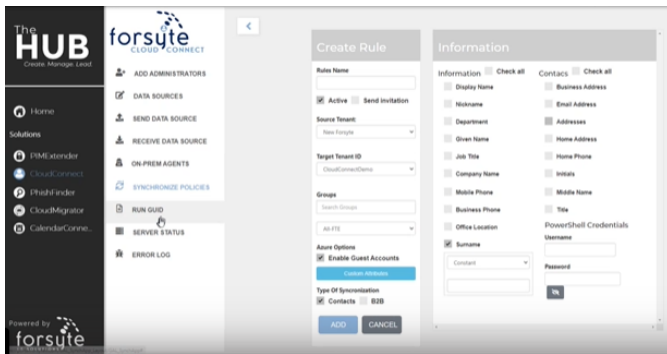 The
HUB
Create. Manage. Lead.
Home
Solutions
PIMExtender
CloudConnect
PhishFinder
CloudMigrator
CalendarConne..
Powered by
forsyte
forsyte
CLOUD CONNECT
ADD ADMINISTRATORS
DATA SOURCES
SEND DATA SOURCE
RECEIVE DATA SOURCE
ON-PREM AGENTS
SYNCHRONIZE POLICIES
RUN GUID
SERVER STATUS
ERROR LOG
Create Rule
Rules Name
Active Send invitation
Source Tenant:
New Forsyte
Target Tenant ID
CloudConnectDemo
Groups
Search Groups
All-FTE
Azure Options
Enable Guest Accounts
Custom Attributes
Type Of Syncronization
Contacts B2B
ADD CANCEL
Information
Information Check all
Display Name
Nickname
Department
Given Name
Job Title
Company Name
Mobile Phone
Business Phone
Office Location
Surname
Constant
Contacs Check all
Business Address
Email Address
Addresses
Home Address
Home Phone
Initials
Middle Name
Title
PowerShell Credentials
Username
Password